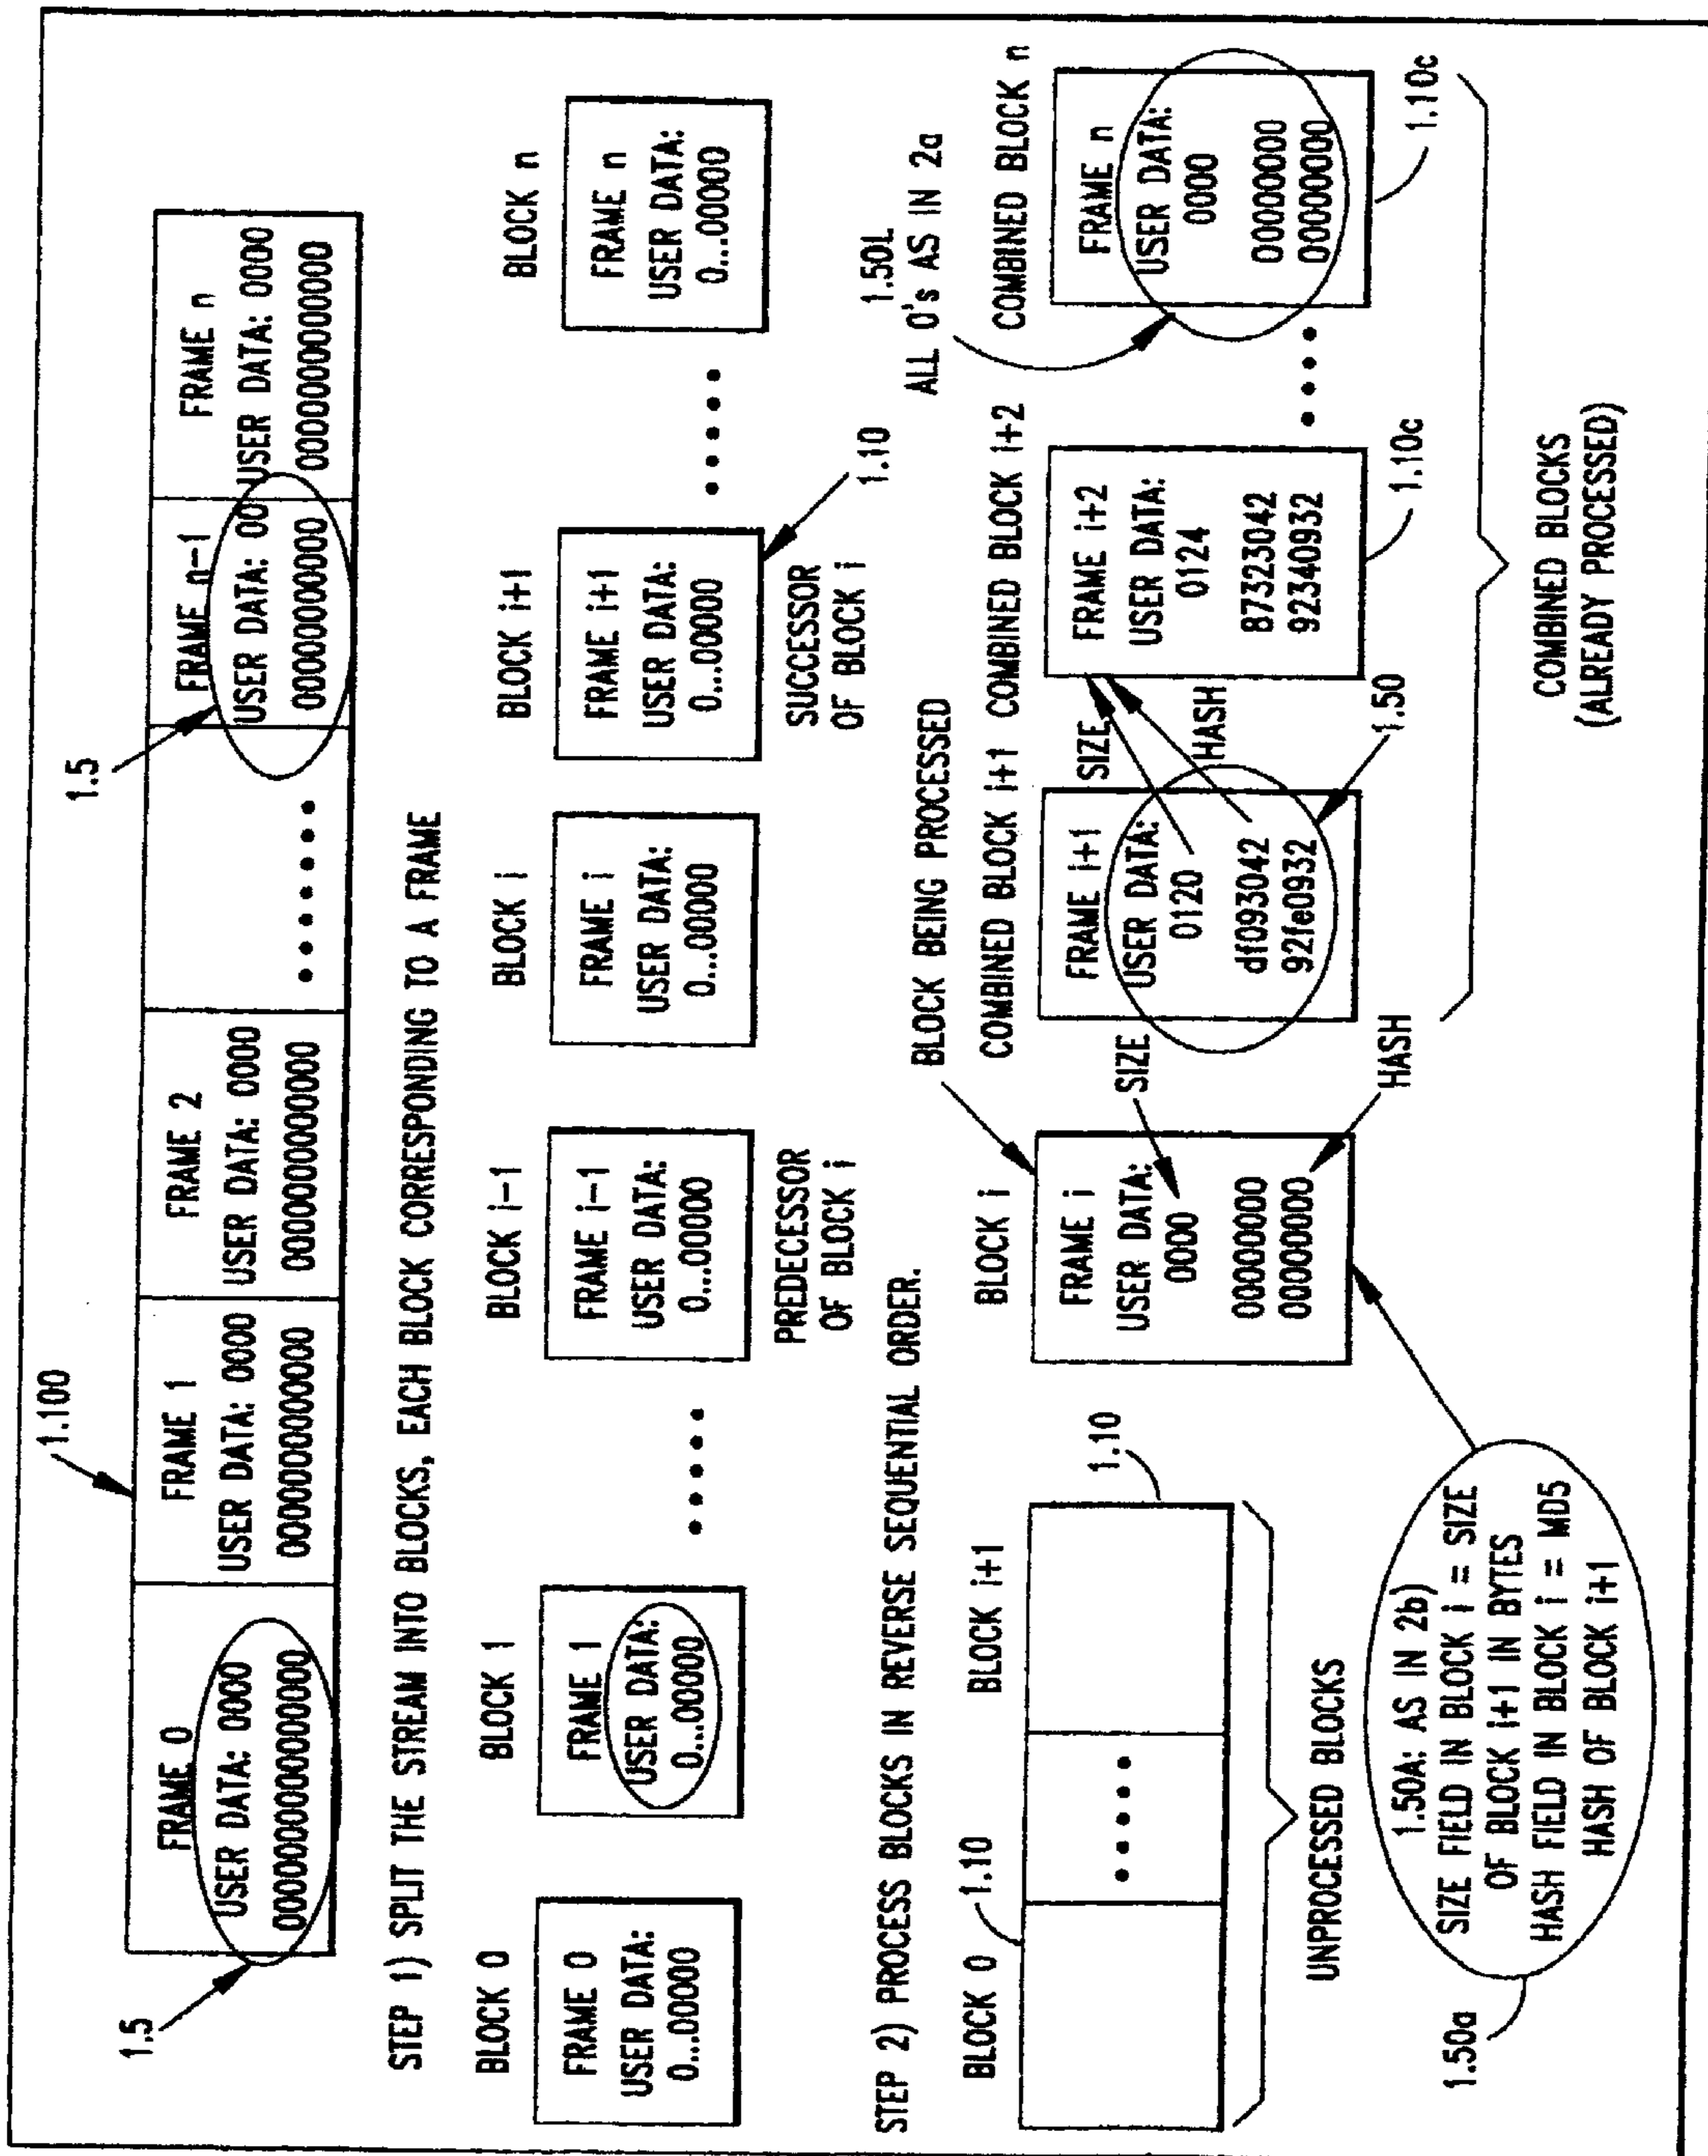 1.100
1.5
FRAME 0
USER DATA: 0000
FRAME 1
USER DATA: 0000
FRAME 2
USER DATA: 0000
FRAME n-1
USER DATA: 00
FRAME n
USER DATA: 0000
1.5
STEP 1) SPLIT THE STREAM INTO BLOCKS, EACH BLOCK CORRESPONDING TO A FRAME
BLOCK 0
FRAME 0
USER DATA:
0...00000
BLOCK 1
FRAME 1
USER DATA:
0...00000
BLOCK i-1
FRAME i-1
USER DATA:
0...00000
PREDECESSOR
OF BLOCK i
BLOCK i
FRAME i
USER DATA:
0...00000
BLOCK i+1
FRAME i+1
USER DATA:
0...00000
SUCCESSOR
OF BLOCK i
1.10
BLOCK n
FRAME n
USER DATA:
0...00000
STEP 2) PROCESS BLOCKS IN REVERSE SEQUENTIAL ORDER.
BLOCK 0
1.10
BLOCK i+1
1.10
UNPROCESSED BLOCKS
BLOCK BEING PROCESSED
BLOCK i
FRAME i
USER DATA:
0000
00000000
00000000
SIZE
HASH
COMBINED BLOCK i+1
FRAME i+1
USER DATA:
0120
df093042
92fe0932
SIZE
HASH
1.50
COMBINED BLOCK i+2
FRAME i+2
USER DATA:
0124
87323042
92340932
1.10c
1.50L
ALL 0's AS IN 2a
COMBINED BLOCK n
FRAME n
USER DATA:
0000
00000000
00000000
1.10c
COMBINED BLOCKS
(ALREADY PROCESSED)
1.50a
1.50A: AS IN 2b)
SIZE FIELD IN BLOCK i = SIZE
OF BLOCK i+1 IN BYTES
HASH FIELD IN BLOCK i = MD5
HASH OF BLOCK i+1